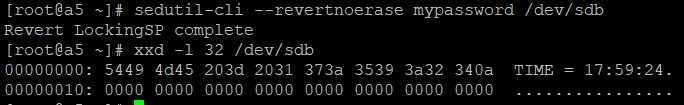 [root@a5 ~]# sedutil-cli --revertnoerase mypassword /dev/sdb
Revert LockingSP complete
[root@a5 ~]# xxd -l 32 /dev/sdb
00000000: 5449 4d45 203d 2031 373a 3539 3a32 340a  TIME = 17:59:24.
00000010: 0000 0000 0000 0000 0000 0000 0000 0000  ................